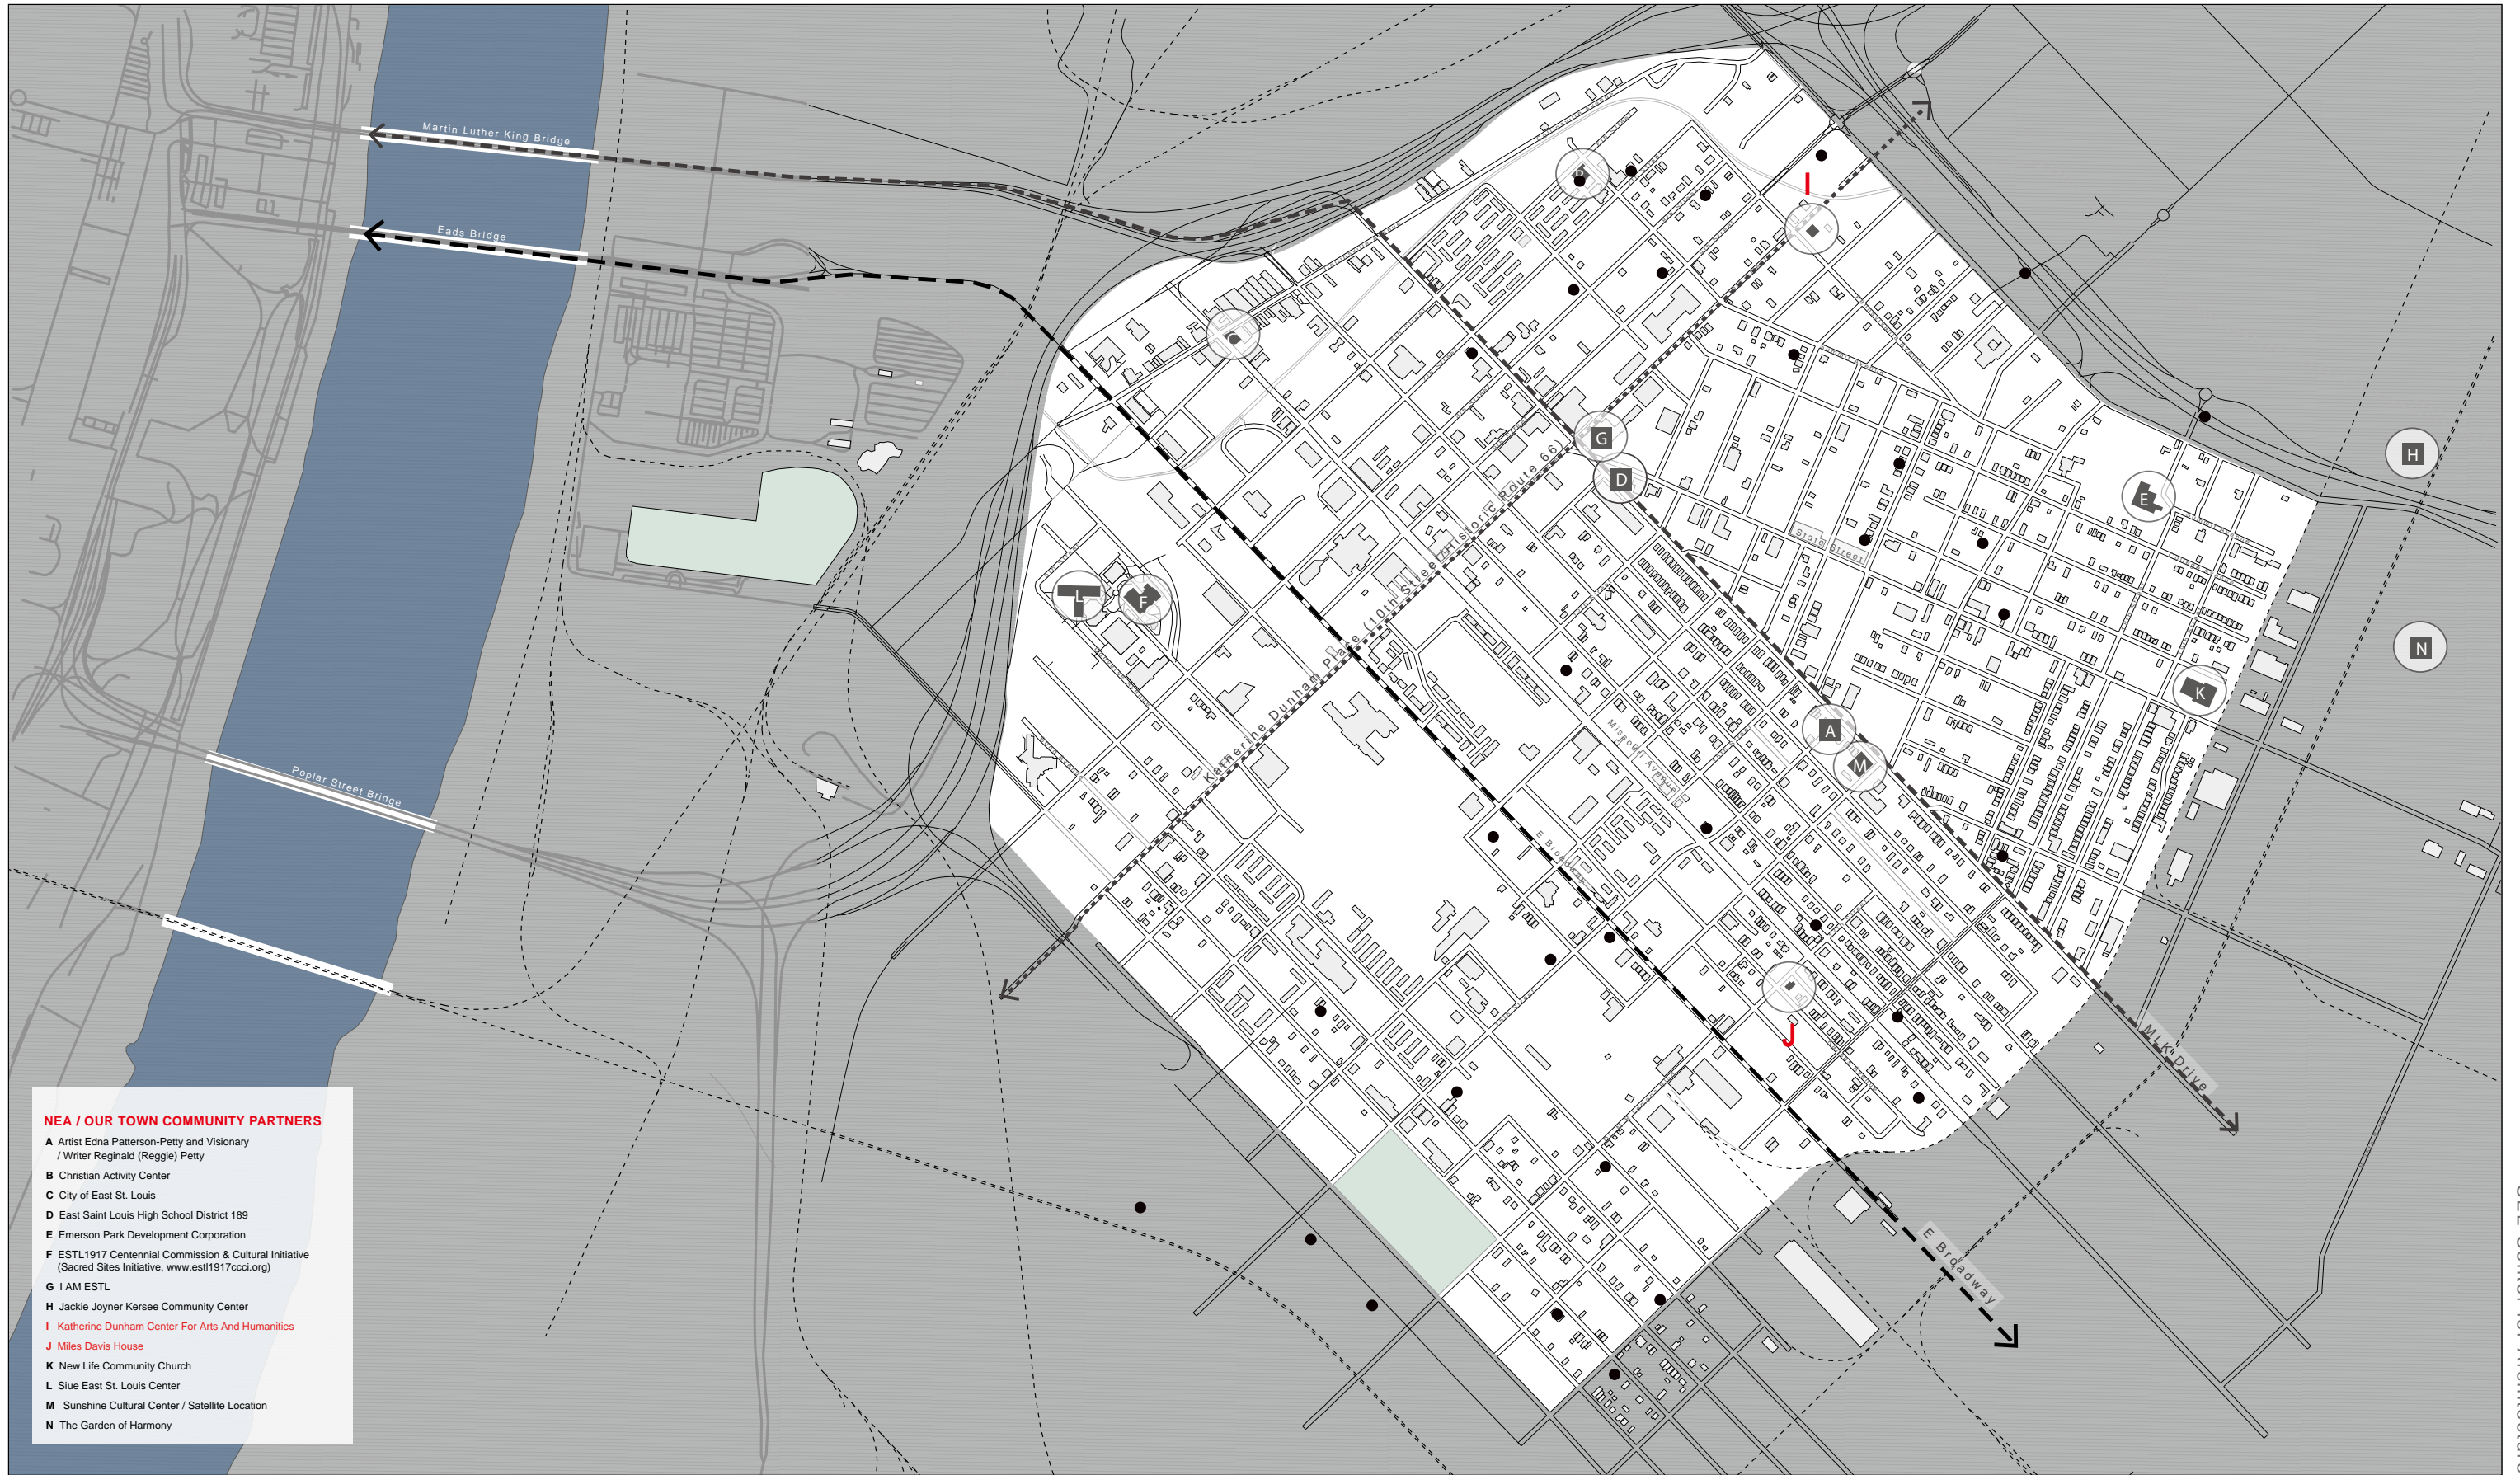 Martin Luther King Bridge
Eads Bridge
Poplar Street Bridge
B
I
C
G
D
H
E
State Street
Katherine Dunham Place (10th Street/Historic Route 66)
L
F
N
K
A
M
Missouri Avenue
E Broadway
J
MLK Drive
E Broadway
NEA / OUR TOWN COMMUNITY PARTNERS
A Artist Edna Patterson-Petty and Visionary
/ Writer Reginald (Reggie) Petty
B Christian Activity Center
C City of East St. Louis
D East Saint Louis High School District 189
E Emerson Park Development Corporation
F ESTL1917 Centennial Commission & Cultural Initiative
(Sacred Sites Initiative, www.estl1917ccci.org)
G I AM ESTL
H Jackie Joyner Kersee Community Center
I Katherine Dunham Center For Arts And Humanities
J Miles Davis House
K New Life Community Church
L Siue East St. Louis Center
M Sunshine Cultural Center / Satellite Location
N The Garden of Harmony